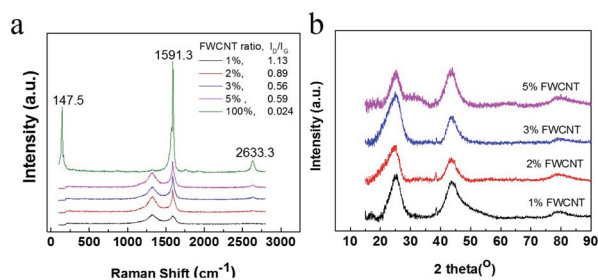 a
FWCNT ratio, I_D/I_G
1%, 1.13
2%, 0.89
3%, 0.56
5% , 0.59
100%, 0.024
1591.3
147.5
2633.3
Intensity (a.u.)
0 500 1000 1500 2000 2500 3000
Raman Shift (cm⁻¹)
b
5% FWCNT
3% FWCNT
2% FWCNT
1% FWCNT
Intensity (a.u.)
10 20 30 40 50 60 70 80 90
2 theta(O)